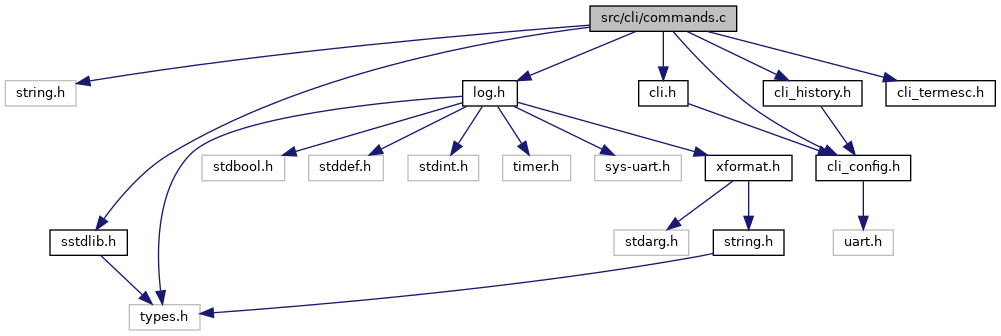 src/cli/commands.c
string.h
log.h
cli.h
cli_history.h
cli_termesc.h
stdbool.h
stddef.h
stdint.h
timer.h
sys-uart.h
xformat.h
cli_config.h
sstdlib.h
stdarg.h
string.h
uart.h
types.h